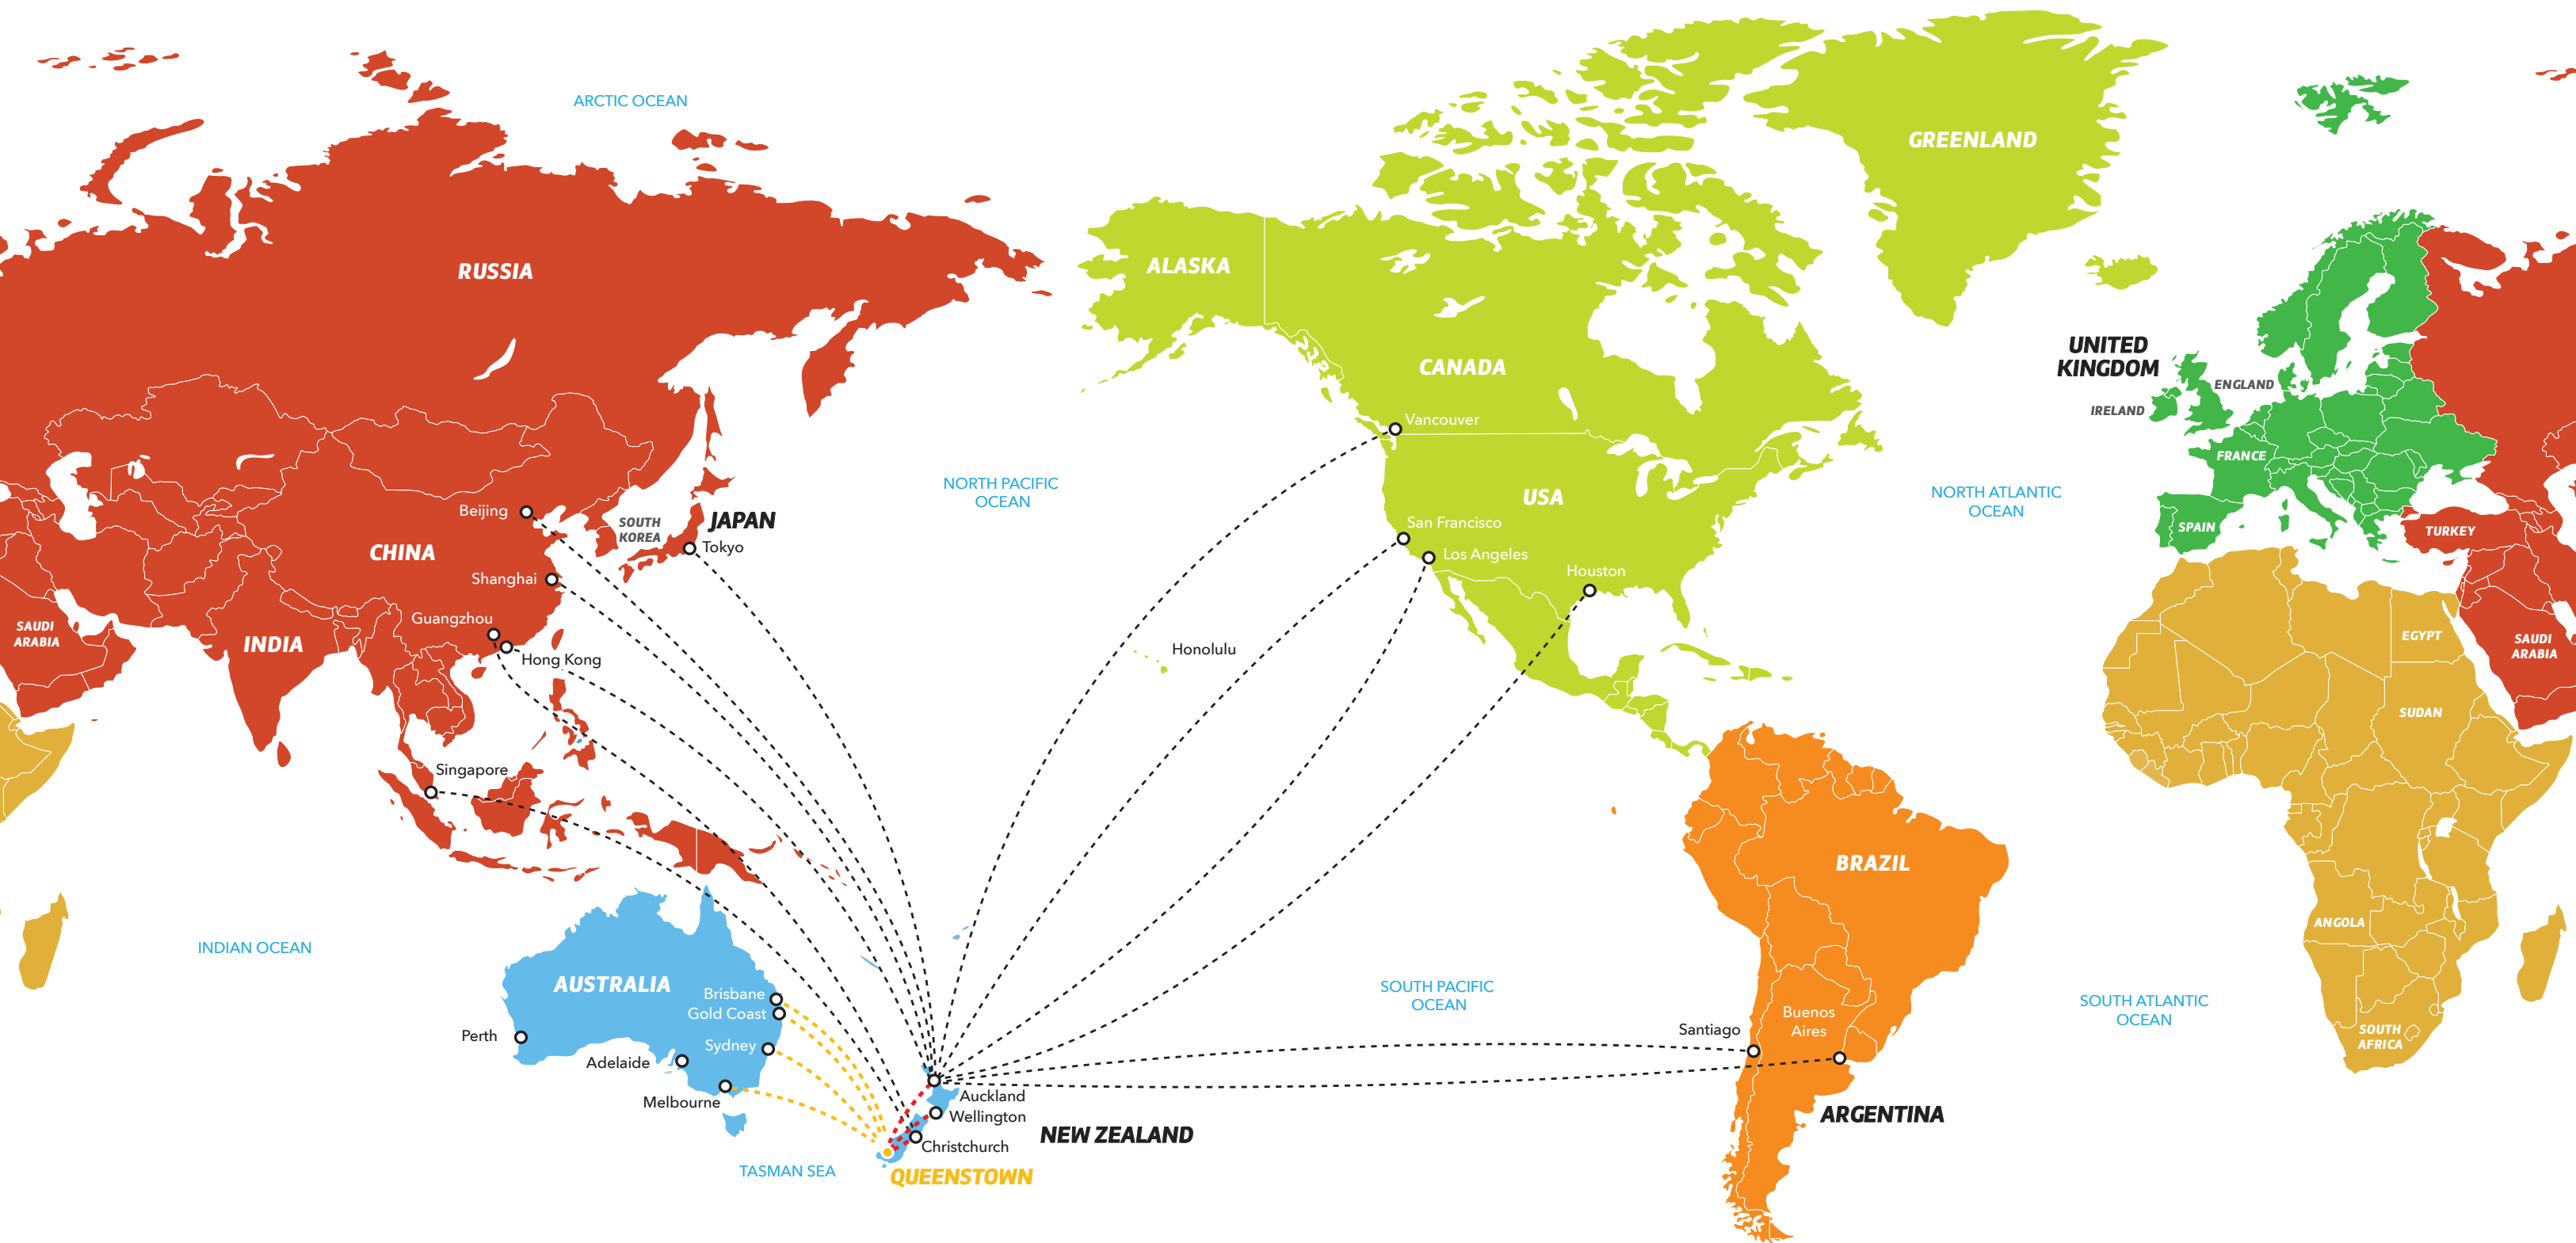 ARCTIC OCEAN
GREENLAND
RUSSIA
ALASKA
UNITED
KINGDOM
ENGLAND
IRELAND
CANADA
Vancouver
FRANCE
NORTH PACIFIC
OCEAN
USA
NORTH ATLANTIC
OCEAN
Beijing
SOUTH
KOREA
JAPAN
Tokyo
San Francisco
SPAIN
TURKEY
CHINA
Los Angeles
Shanghai
Houston
Guangzhou
SAUDI
ARABIA
INDIA
Hong Kong
Honolulu
EGYPT
SAUDI
ARABIA
SUDAN
Singapore
BRAZIL
ANGOLA
INDIAN OCEAN
AUSTRALIA
Brisbane
Gold Coast
SOUTH PACIFIC
OCEAN
SOUTH ATLANTIC
OCEAN
Buenos
Aires
Santiago
Perth
Sydney
SOUTH
AFRICA
Adelaide
Melbourne
Auckland
Wellington
ARGENTINA
NEW ZEALAND
Christchurch
TASMAN SEA
QUEENSTOWN